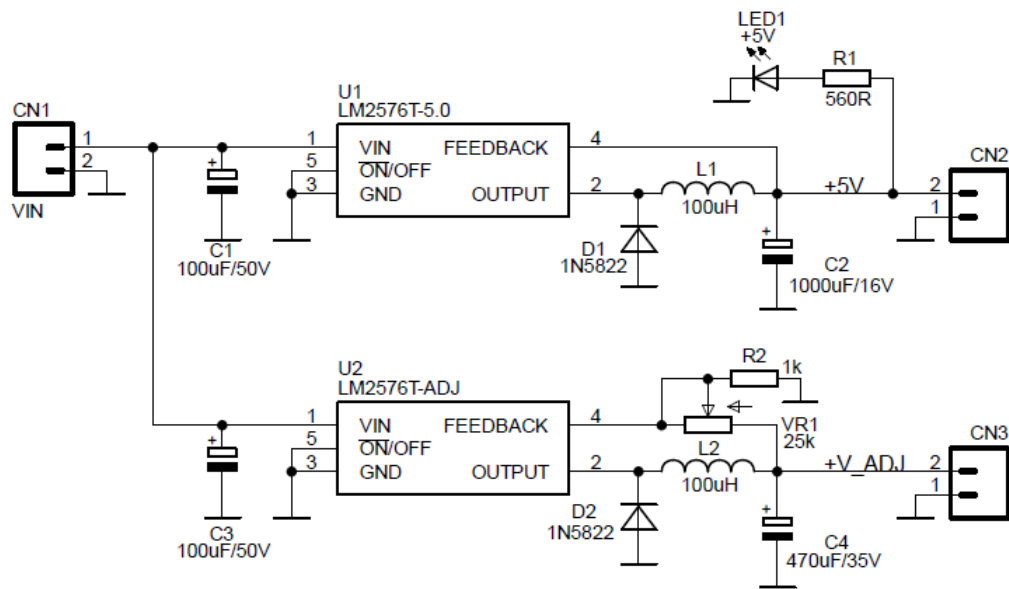 LED1
+5V
R1
560R
CN1
1
2
VIN
U1
LM2576T-5.0
1
5
3
VIN
ON/OFF
GND
FEEDBACK
OUTPUT
4
2
L1
100uH
+5V
CN2
2
1
C1
100uF/50V
+
D1
1N5822
+
C2
1000uF/16V
U2
LM2576T-ADJ
1
5
3
VIN
ON/OFF
GND
FEEDBACK
OUTPUT
4
2
R2
1k
VR1
25k
L2
100uH
+V_ADJ
CN3
2
1
+
C3
100uF/50V
D2
1N5822
+
C4
470uF/35V